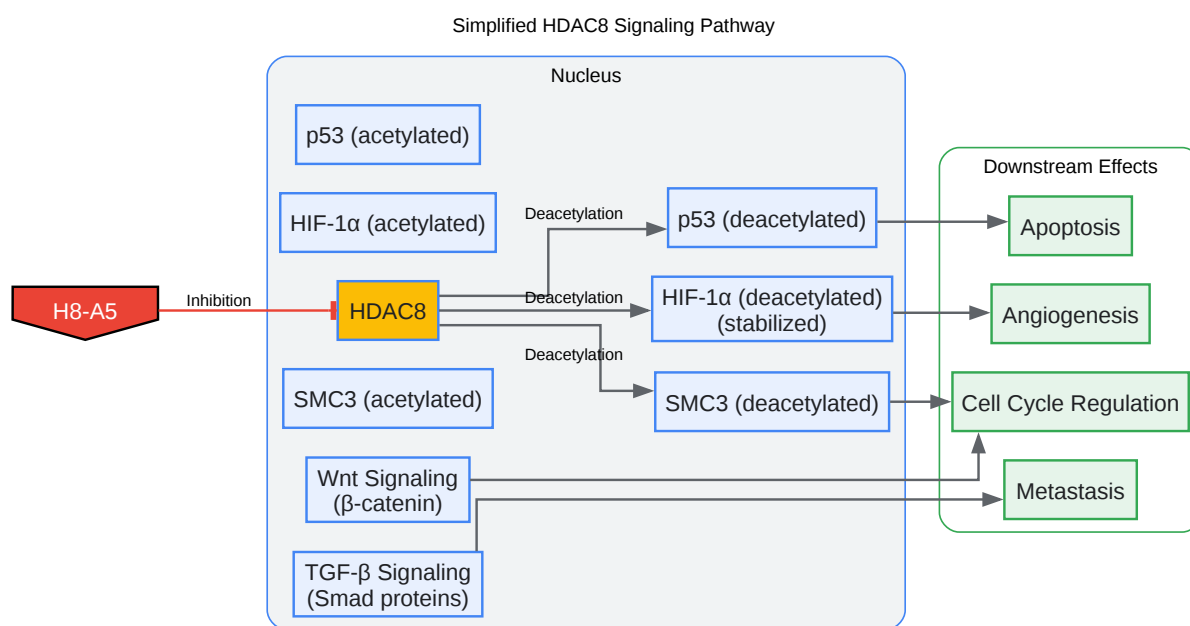 Simplified HDAC8 Signaling Pathway
Nucleus
p53 (acetylated)
HIF-1α (acetylated)
H8-A5
Inhibition
HDAC8
SMC3 (acetylated)
Wnt Signaling
(β-catenin)
TGF-β Signaling
(Smad proteins)
Deacetylation
Deacetylation
Deacetylation
p53 (deacetylated)
HIF-1α (deacetylated)
(stabilized)
SMC3 (deacetylated)
Downstream Effects
Apoptosis
Angiogenesis
Cell Cycle Regulation
Metastasis